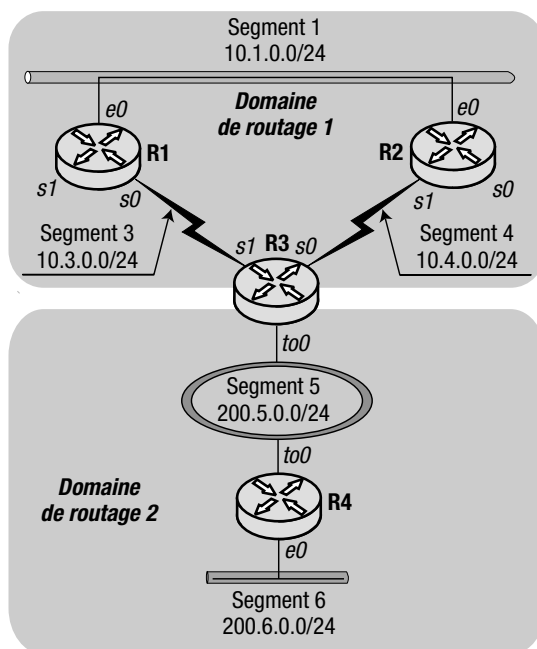 Segment 1
10.1.0.0/24
e0
Domaine
de routage 1
e0
R1
R2
s1
s0
s1
s0
Segment 3
10.3.0.0/24
s1
R3
s0
Segment 4
10.4.0.0/24
to0
Segment 5
200.5.0.0/24
to0
Domaine
de routage 2
R4
e0
Segment 6
200.6.0.0/24